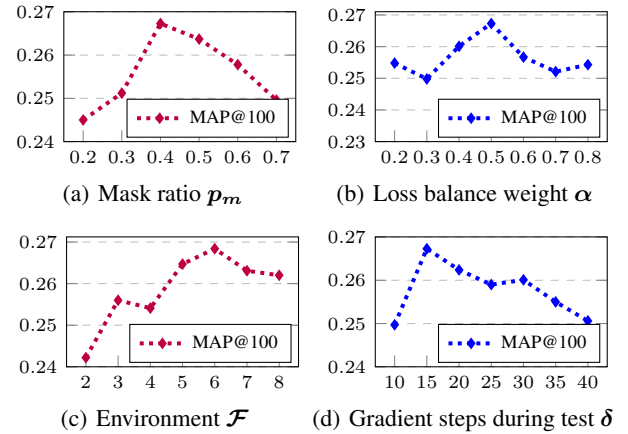 0.27
0.26
0.25
0.24
MAP@100
0.2 0.3 0.4 0.5 0.6 0.7
(a) Mask ratio pₘ
0.27
0.26
0.25
0.24
0.23
MAP@100
0.2 0.3 0.4 0.5 0.6 0.7 0.8
(b) Loss balance weight α
0.27
0.26
0.25
0.24
MAP@100
2 3 4 5 6 7 8
(c) Environment ℱ
0.27
0.26
0.25
0.24
MAP@100
10 15 20 25 30 35 40
(d) Gradient steps during test δ